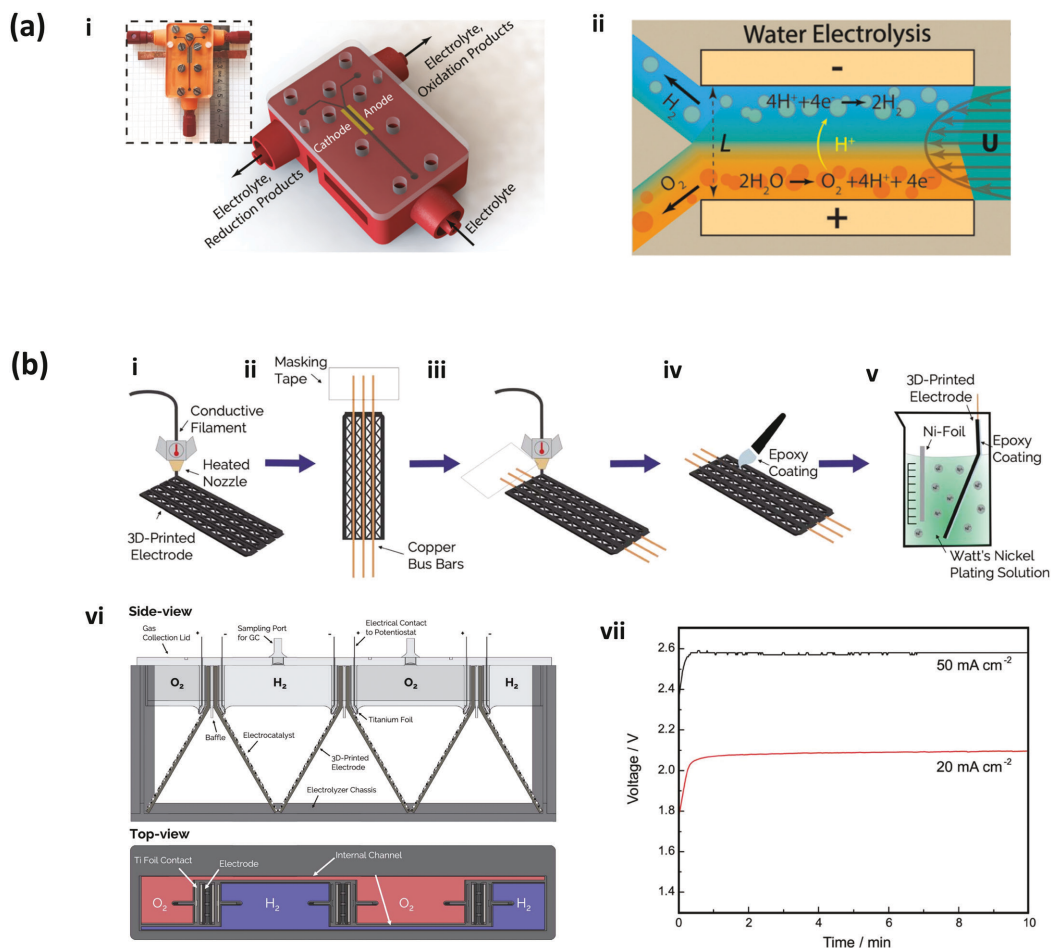 (a)
i
Electrolyte,
Oxidation Products
Anode
Cathode
Electrolyte,
Reduction Products
Electrolyte
ii
Water Electrolysis
-
H₂
4H⁺+4e⁻ → 2H₂
L
H⁺
U
O₂
2H₂O → O₂ +4H⁺+ 4e⁻
+
(b)
i
Conductive
Filament
Heated
Nozzle
3D-Printed
Electrode
ii
Masking
Tape
Copper
Bus Bars
iii
iv
Epoxy
Coating
v
3D-Printed
Electrode
Ni-Foil
Epoxy
Coating
Watt's Nickel
Plating Solution
vi
Side-view
Gas
Collection Lid
+ -
Sampling Port
for GC
- +
Electrical Contact
to Potentiostat
+ -
O₂
H₂
O₂
H₂
Baffle
Electrocatalyst
Titanium Foil
3D-Printed
Electrode
Electrolyzer Chassis
Top-view
Ti Foil Contact
Electrode
Internal Channel
O₂
H₂
O₂
H₂
vii
Voltage / V
2.6
2.4
2.2
2.0
1.8
1.6
1.4
50 mA cm⁻²
20 mA cm⁻²
0 2 4 6 8 10
Time / min